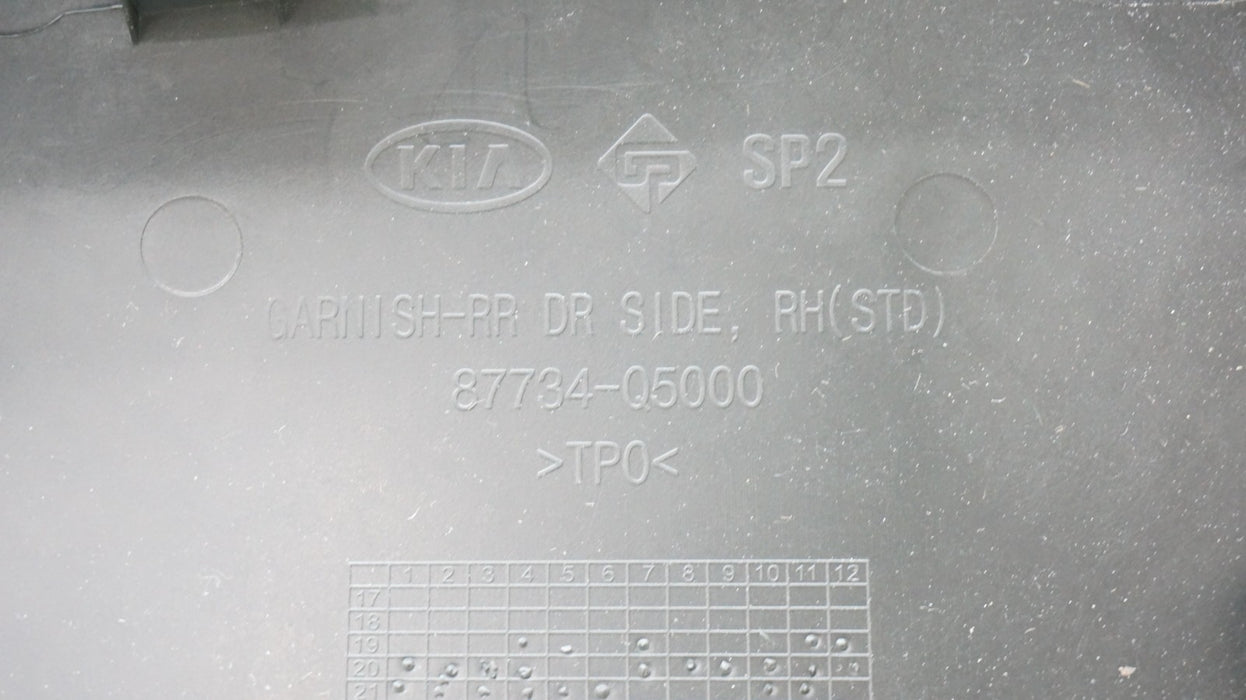 KIA SP2
GARNISH-RR DR SIDE, RH(STD)
87734-Q5000
>TPO<
1 2 3 4 5 6 7 8 9 10 11 12
17
18
19
20
21